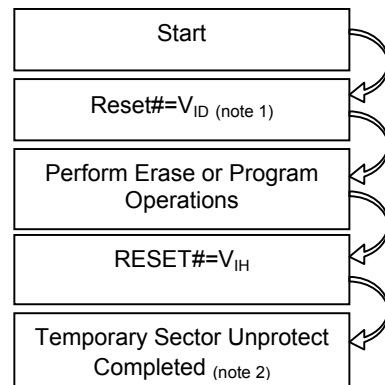 Start
Reset#=VID (note 1)
Perform Erase or Program
Operations
RESET#=VIH
Temporary Sector Unprotect
Completed (note 2)